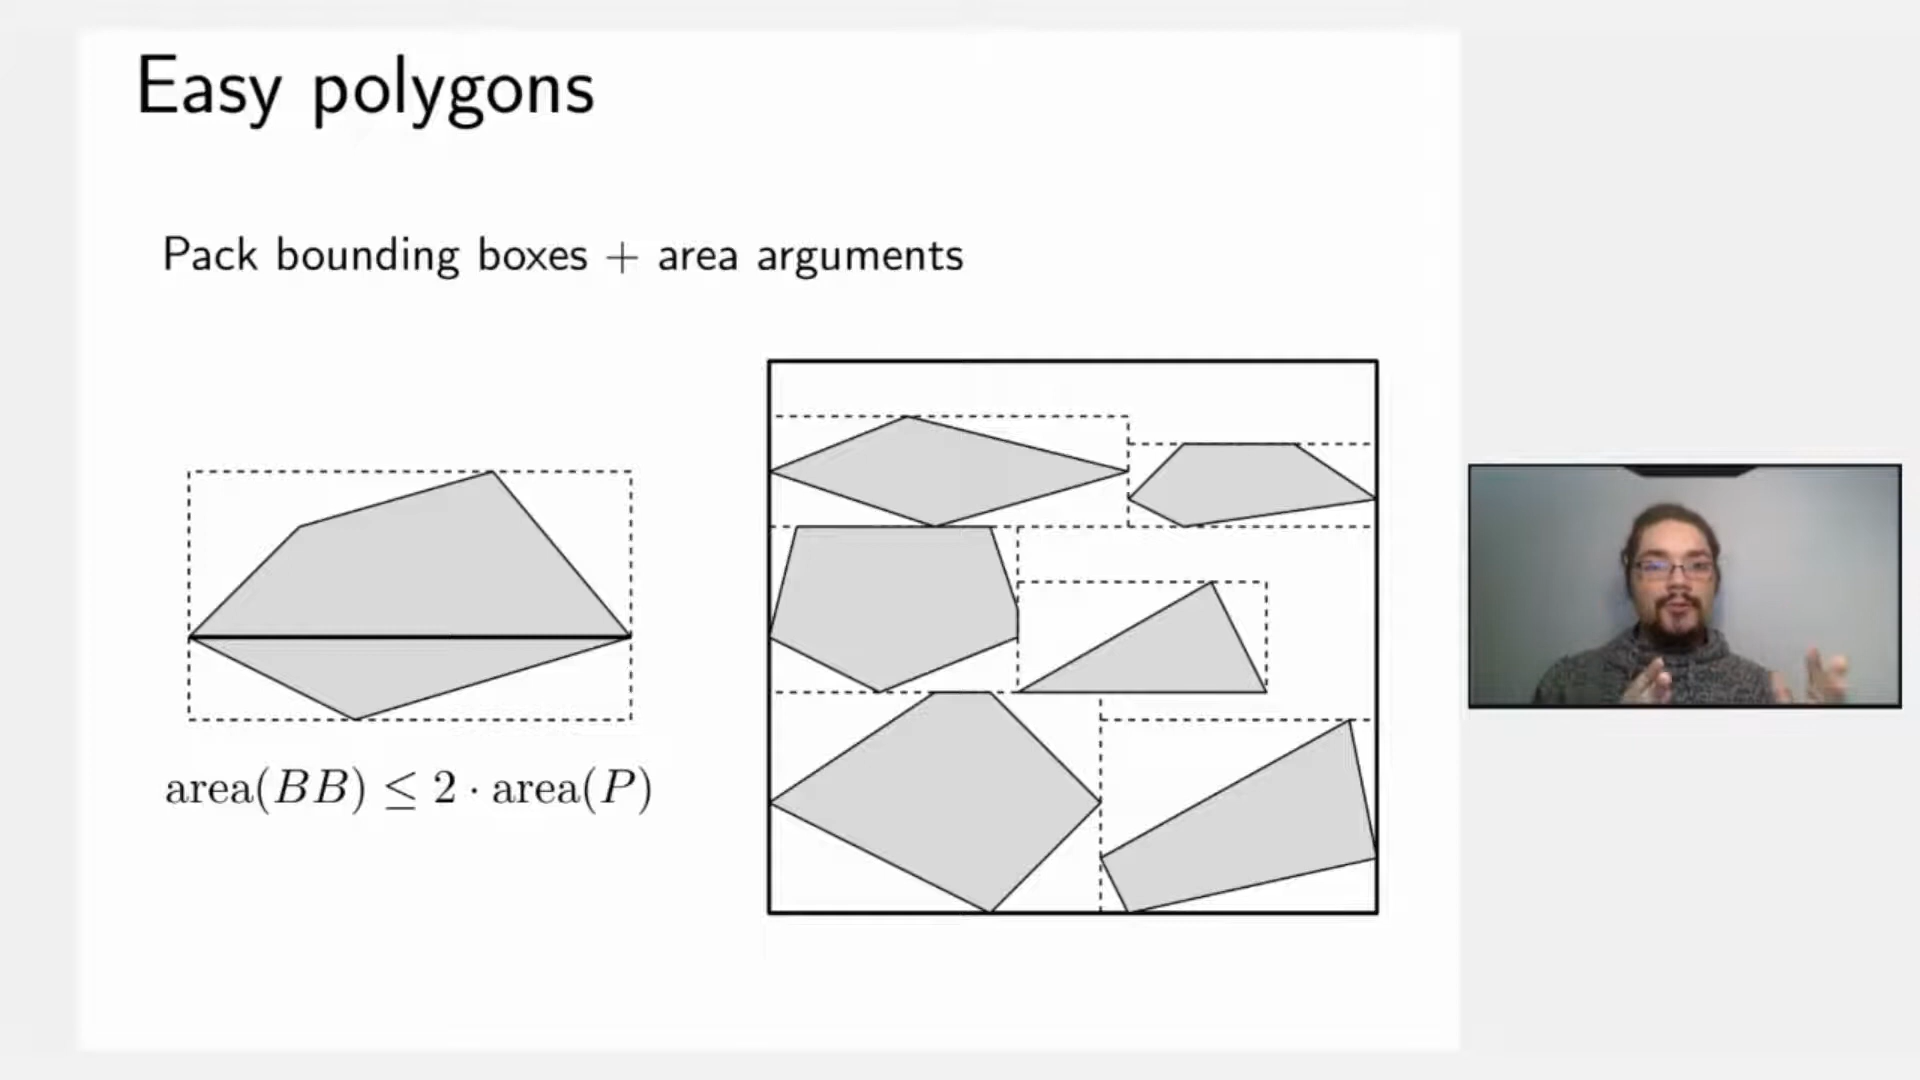 Easy polygons
Pack bounding boxes + area arguments
area(BB) ≤ 2 · area(P)